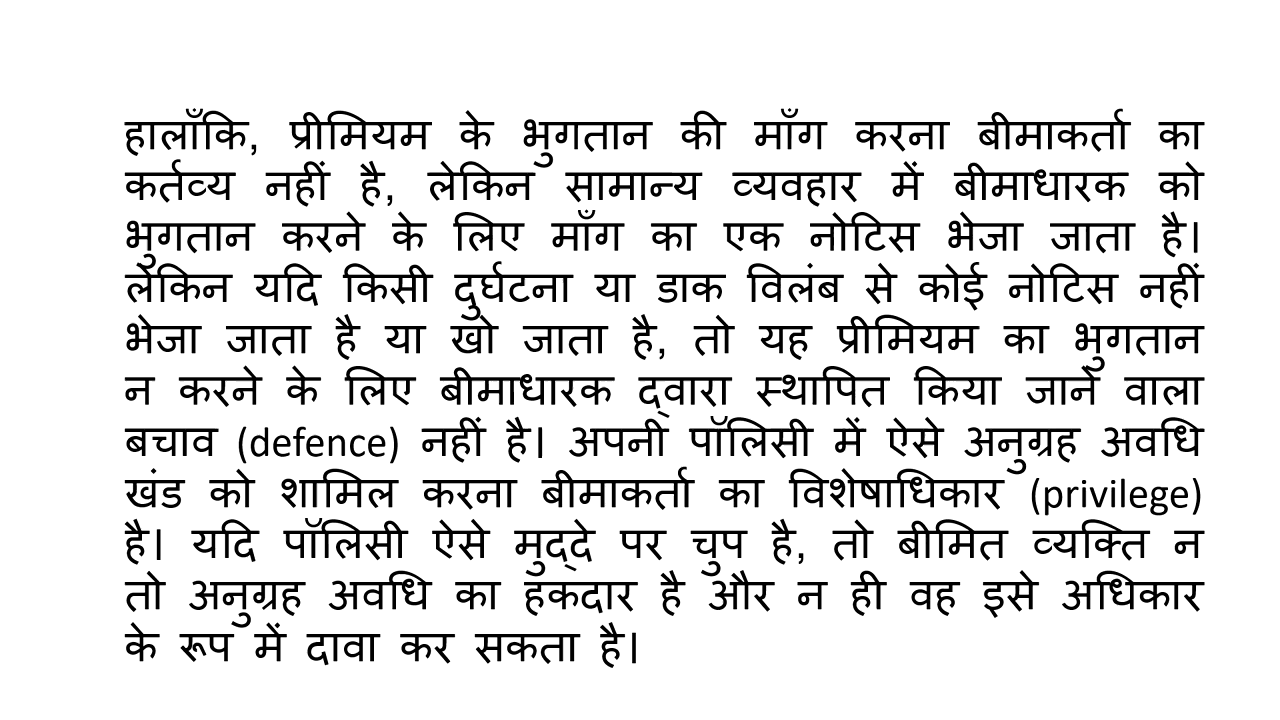 हालाँकि, प्रीमियम के भुगतान की माँग करना बीमाकर्ता का
कर्तव्य नहीं है, लेकिन सामान्य व्यवहार में बीमाधारक को
भुगतान करने के लिए माँग का एक नोटिस भेजा जाता है।
लेकिन यदि किसी दुर्घटना या डाक विलंब से कोई नोटिस नहीं
भेजा जाता है या खो जाता है, तो यह प्रीमियम का भुगतान
न करने के लिए बीमाधारक द्वारा स्थापित किया जाने वाला
बचाव (defence) नहीं है। अपनी पॉलिसी में ऐसे अनुग्रह अवधि
खंड को शामिल करना बीमाकर्ता का विशेषाधिकार (privilege)
है। यदि पॉलिसी ऐसे मुद्दे पर चुप है, तो बीमित व्यक्ति न
तो अनुग्रह अवधि का हकदार है और न ही वह इसे अधिकार
के रूप में दावा कर सकता है।